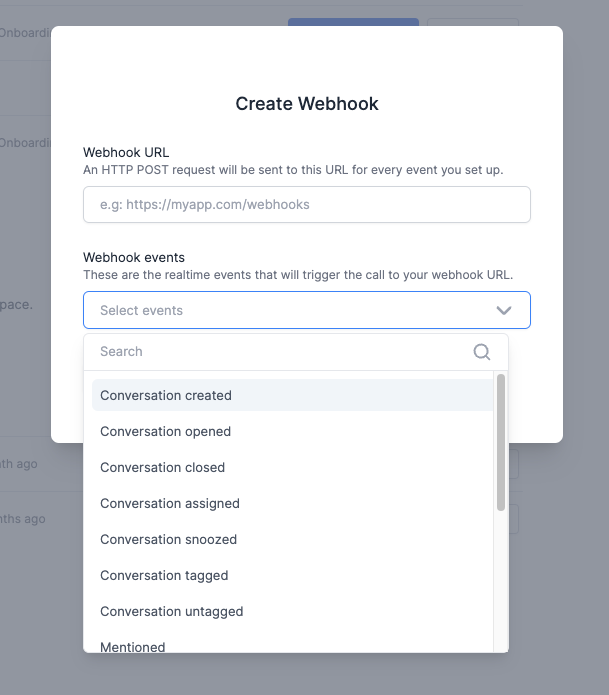 Onboardi
Create Webhook
Webhook URL
An HTTP POST request will be sent to this URL for every event you set up.
Onboardin
e.g: https://myapp.com/webhooks
Webhook events
These are the realtime events that will trigger the call to your webhook URL.
pace.
Select events
Search
Conversation created
Conversation opened
Conversation closed
nth ago
Conversation assigned
nths ago
Conversation snoozed
Conversation tagged
Conversation untagged
Mentioned